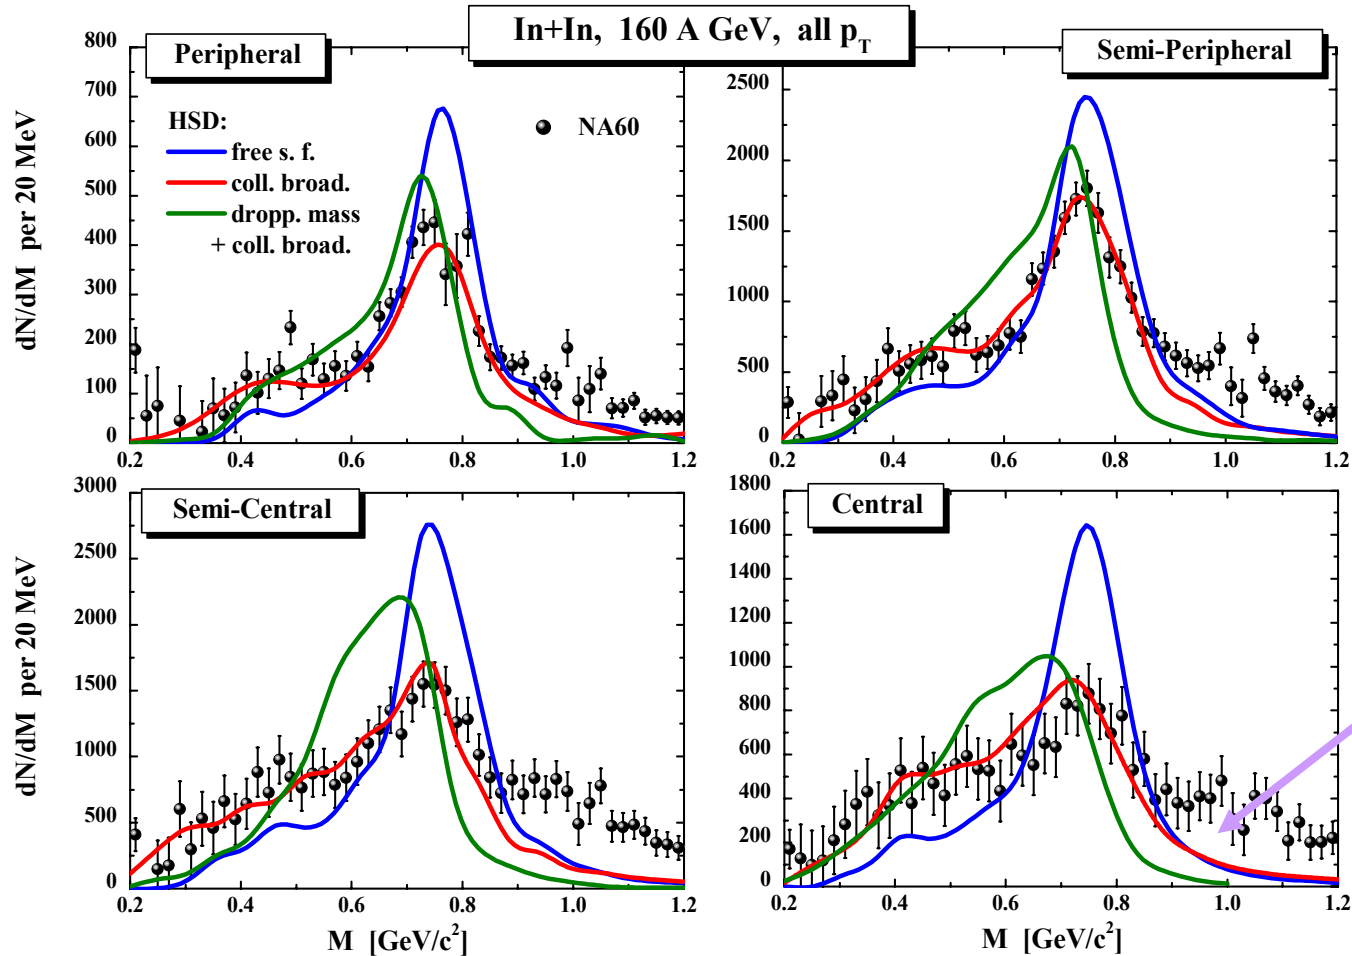 In+In, 160 A GeV, all p_T
Peripheral
Semi-Peripheral
HSD:
free s. f.
coll. broad.
dropp. mass
+ coll. broad.
NA60
dN/dM per 20 MeV
800
700
600
500
400
300
200
100
0
0.2 0.4 0.6 0.8 1.0 1.2
2500
2000
1500
1000
500
0
0.2 0.4 0.6 0.8 1.0 1.2
Semi-Central
Central
dN/dM per 20 MeV
3000
2500
2000
1500
1000
500
0
0.2 0.4 0.6 0.8 1.0 1.2
M [GeV/c²]
1800
1600
1400
1200
1000
800
600
400
200
0
0.2 0.4 0.6 0.8 1.0 1.2
M [GeV/c²]